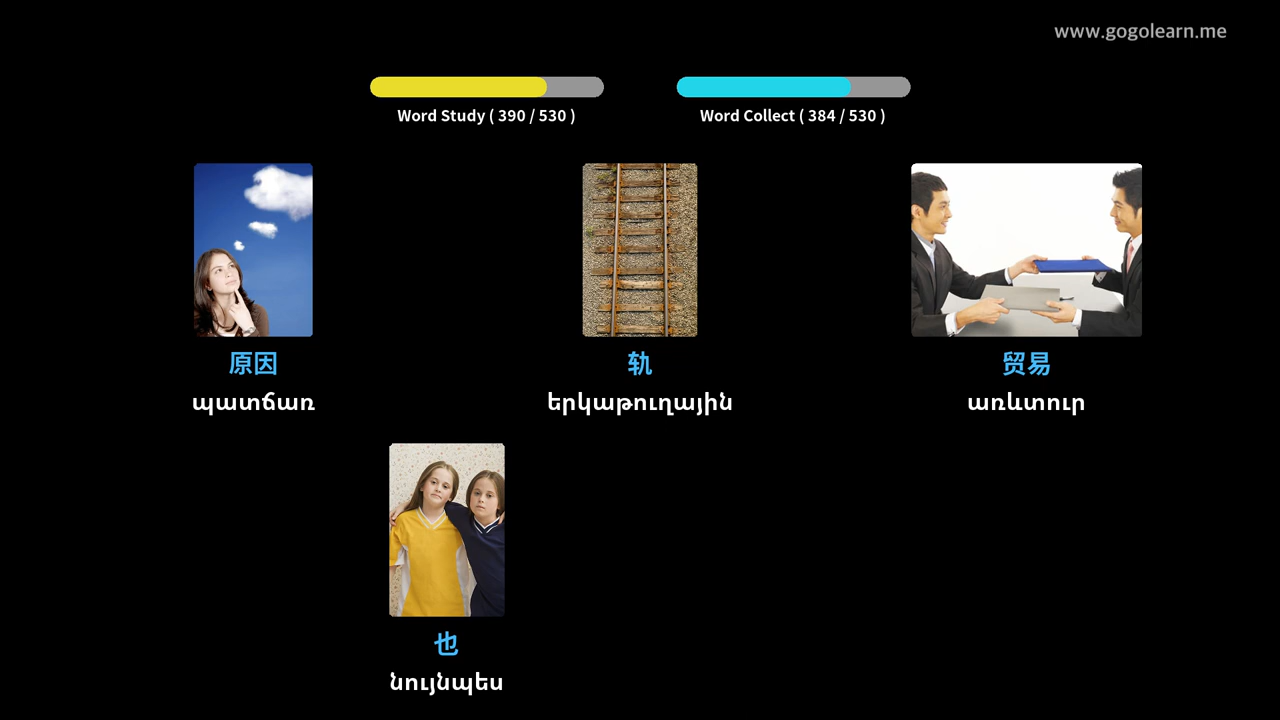 www.gogolearn.me
Word Study ( 390 / 530 )
Word Collect ( 384 / 530 )
原因
պատճառ
轨
երկաթուղային
贸易
առևտուր
也
նույնպես